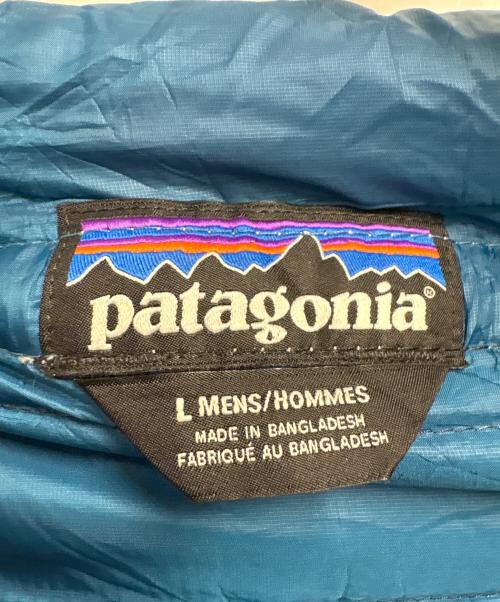 patagonia®
L MENS/HOMMES
MADE IN BANGLADESH
FABRIQUÉ AU BANGLADESH